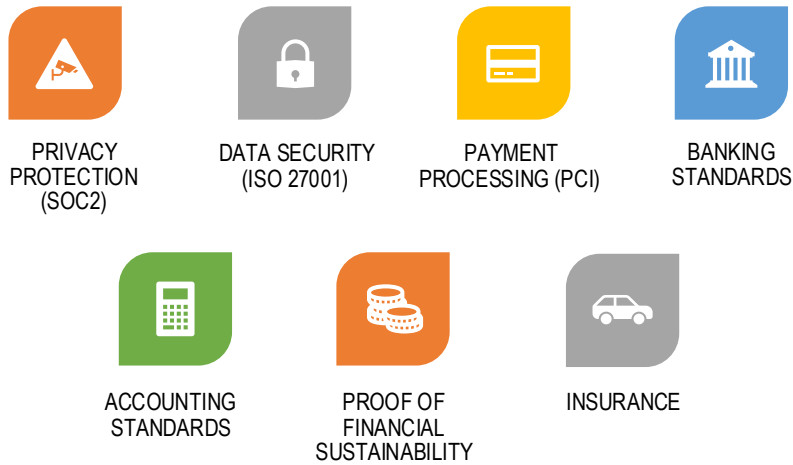 PRIVACY
PROTECTION
(SOC2)
DATA SECURITY
(ISO 27001)
PAYMENT
PROCESSING (PCI)
BANKING
STANDARDS
ACCOUNTING
STANDARDS
PROOF OF
FINANCIAL
SUSTAINABILITY
INSURANCE